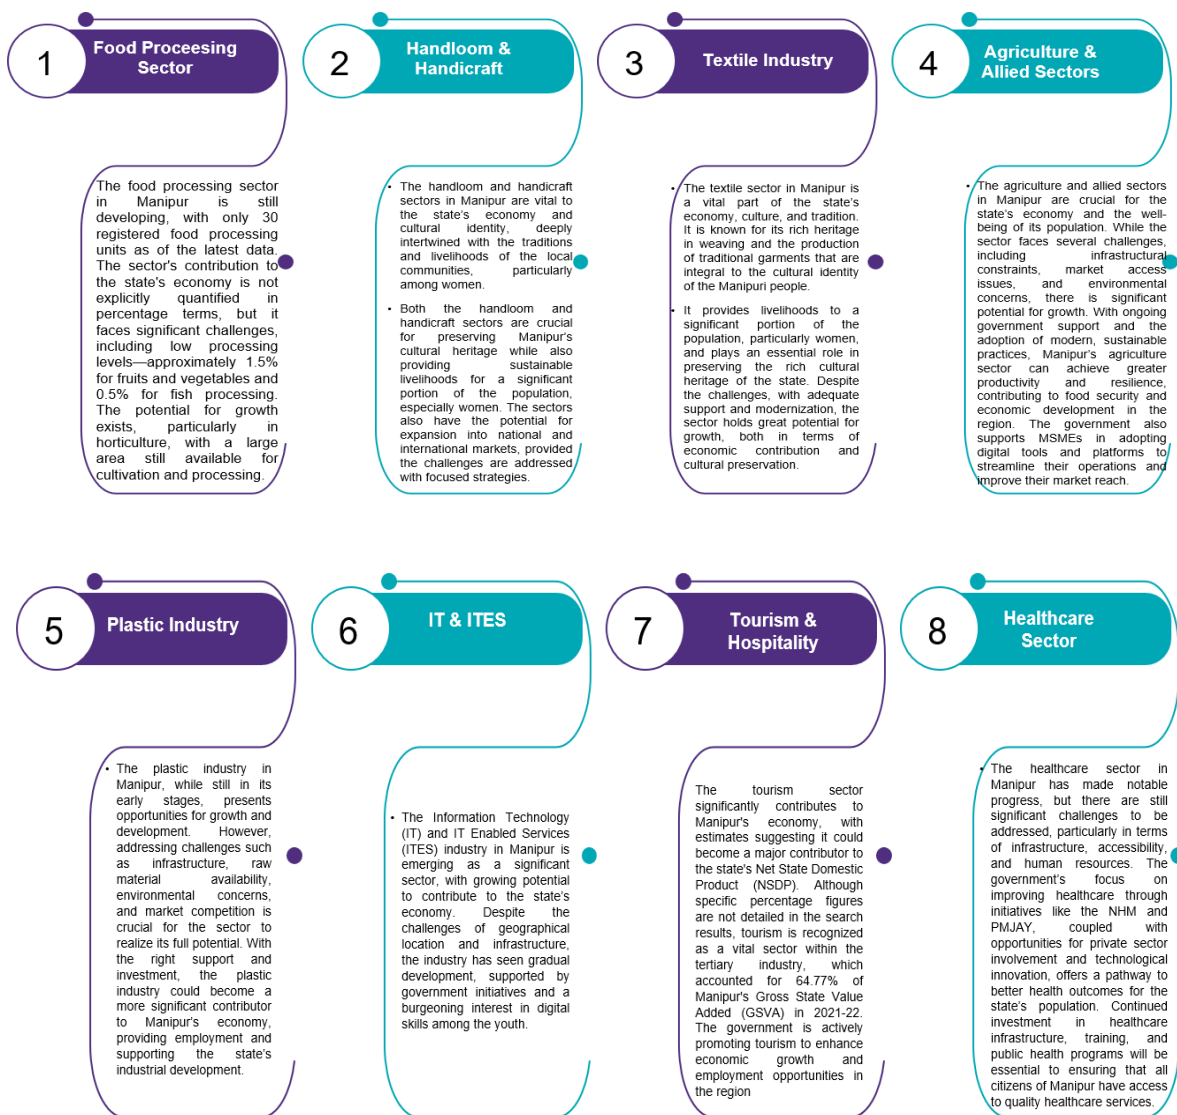 1
Food Proceesing
Sector
The food processing sector
in Manipur is still
developing, with only 30
registered food processing
units as of the latest data.
The sector's contribution to
the state's economy is not
explicitly quantified in
percentage terms, but it
faces significant challenges,
including low processing
levels—approximately 1.5%
for fruits and vegetables and
0.5% for fish processing.
The potential for growth
exists, particularly in
horticulture, with a large
area still available for
cultivation and processing.
2
Handloom &
Handicraft
• The handloom and handicraft
sectors in Manipur are vital to
the state's economy and
cultural identity, deeply
intertwined with the traditions
and livelihoods of the local
communities, particularly
among women.
• Both the handloom and
handicraft sectors are crucial
for preserving Manipur's
cultural heritage while also
providing sustainable
livelihoods for a significant
portion of the population,
especially women. The sectors
also have the potential for
expansion into national and
international markets, provided
the challenges are addressed
with focused strategies.
3
Textile Industry
• The textile sector in Manipur is
a vital part of the state's
economy, culture, and tradition.
It is known for its rich heritage
in weaving and the production
of traditional garments that are
integral to the cultural identity
of the Manipuri people.
• It provides livelihoods to a
significant portion of the
population, particularly women,
and plays an essential role in
preserving the rich cultural
heritage of the state. Despite
the challenges, with adequate
support and modernization, the
sector holds great potential for
growth, both in terms of
economic contribution and
cultural preservation.
4
Agriculture &
Allied Sectors
• The agriculture and allied sectors
in Manipur are crucial for the
state's economy and the well-
being of its population. While the
sector faces several challenges,
including infrastructural
constraints, market access
issues, and environmental
concerns, there is significant
potential for growth. With ongoing
government support and the
adoption of modern, sustainable
practices, Manipur's agriculture
sector can achieve greater
productivity and resilience,
contributing to food security and
economic development in the
region. The government also
supports MSMEs in adopting
digital tools and platforms to
streamline their operations and
improve their market reach.
5
Plastic Industry
• The plastic industry in
Manipur, while still in its
early stages, presents
opportunities for growth and
development. However,
addressing challenges such
as infrastructure, raw
material availability,
environmental concerns,
and market competition is
crucial for the sector to
realize its full potential. With
the right support and
investment, the plastic
industry could become a
more significant contributor
to Manipur's economy,
providing employment and
supporting the state's
industrial development.
6
IT & ITES
• The Information Technology
(IT) and IT Enabled Services
(ITES) industry in Manipur is
emerging as a significant
sector, with growing potential
to contribute to the state's
economy. Despite the
challenges of geographical
location and infrastructure,
the industry has seen gradual
development, supported by
government initiatives and a
burgeoning interest in digital
skills among the youth.
7
Tourism &
Hospitality
The tourism sector
significantly contributes to
Manipur's economy, with
estimates suggesting it could
become a major contributor to
the state's Net State Domestic
Product (NSDP). Although
specific percentage figures
are not detailed in the search
results, tourism is recognized
as a vital sector within the
tertiary industry, which
accounted for 64.77% of
Manipur's Gross State Value
Added (GSVA) in 2021-22.
The government is actively
promoting tourism to enhance
economic growth and
employment opportunities in
the region
8
Healthcare
Sector
• The healthcare sector in
Manipur has made notable
progress, but there are still
significant challenges to be
addressed, particularly in terms
of infrastructure, accessibility,
and human resources. The
government's focus on
improving healthcare through
initiatives like the NHM and
PMJAY, coupled with
opportunities for private sector
involvement and technological
innovation, offers a pathway to
better health outcomes for the
state's population. Continued
investment in healthcare
infrastructure, training, and
public health programs will be
essential to ensuring that all
citizens of Manipur have access
to quality healthcare services.